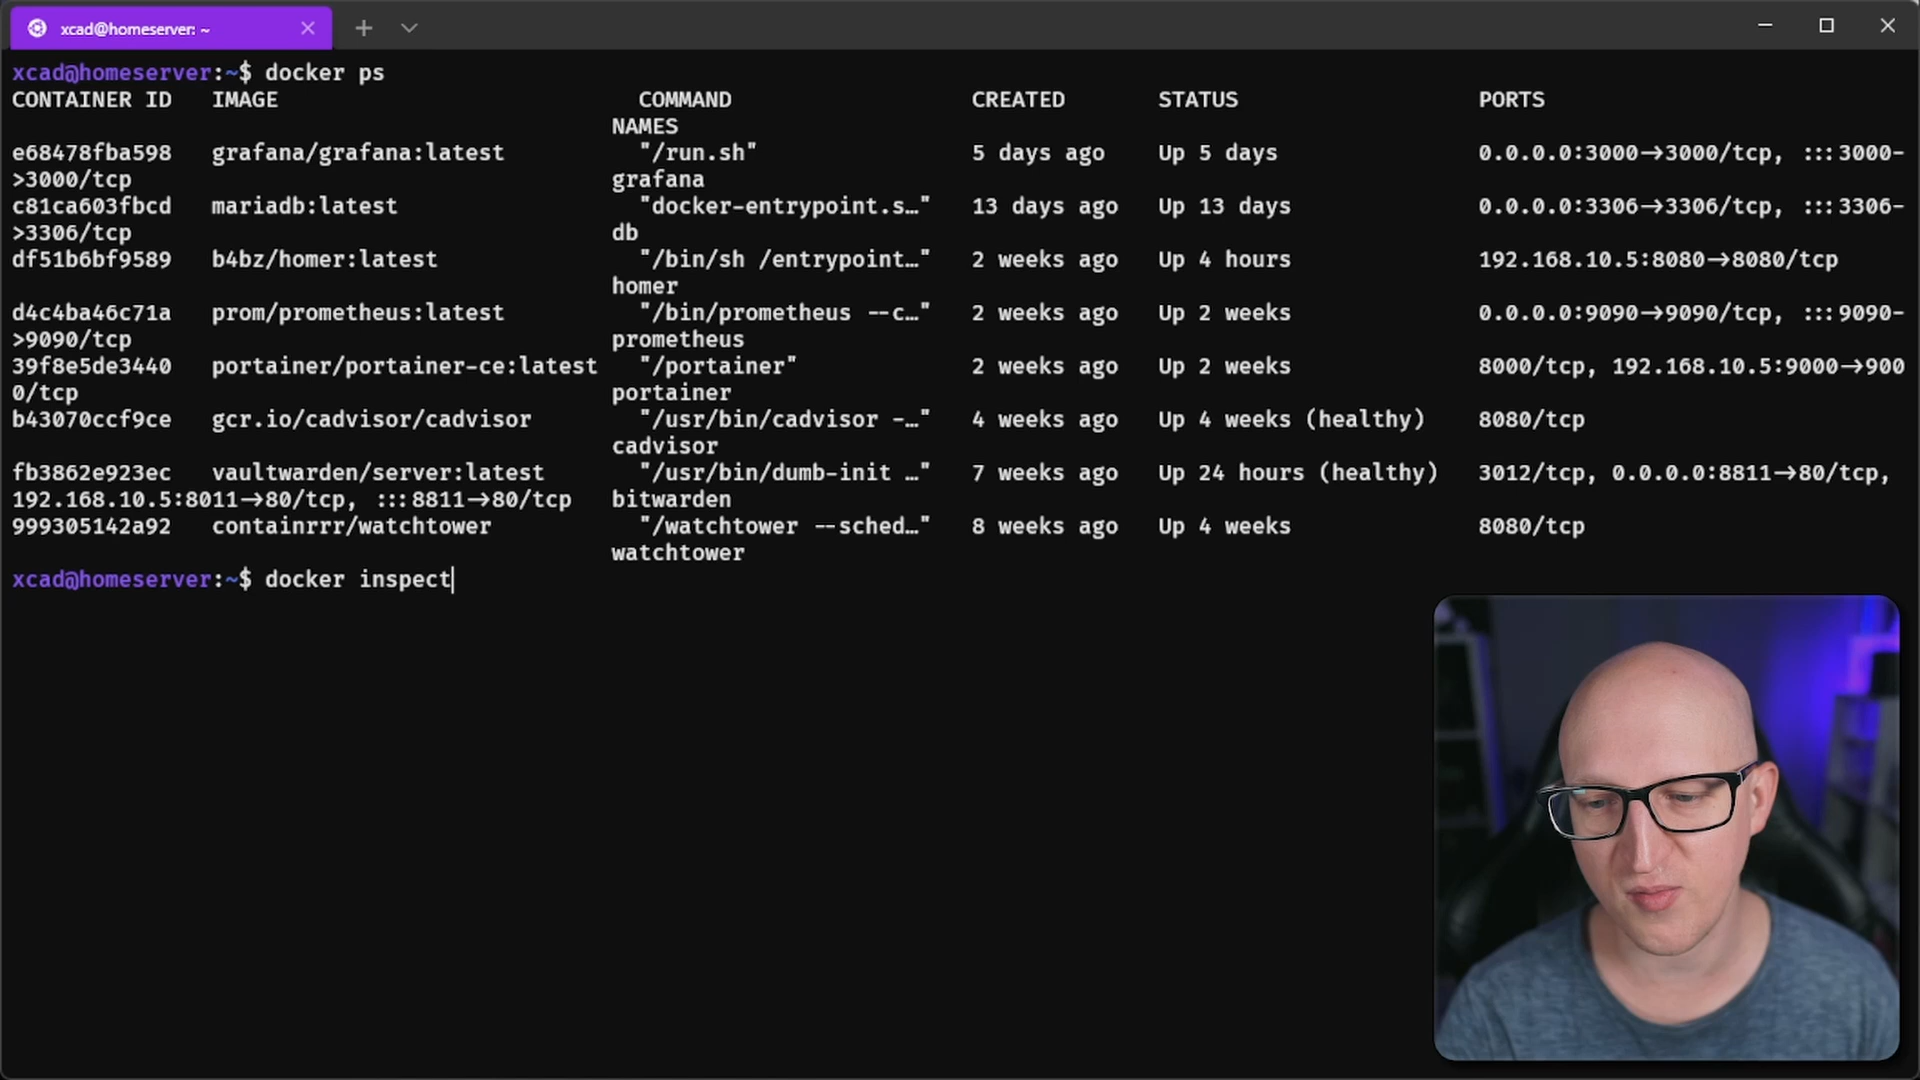 xcad@homeserver: ~
xcad@homeserver:~$ docker ps
CONTAINER ID IMAGE COMMAND CREATED STATUS PORTS
NAMES
e68478fba598 grafana/grafana:latest "/run.sh" 5 days ago Up 5 days 0.0.0.0:3000->3000/tcp, :::3000-
>3000/tcp grafana
c81ca603fbcd mariadb:latest "docker-entrypoint.s…" 13 days ago Up 13 days 0.0.0.0:3306->3306/tcp, :::3306-
>3306/tcp db
df51b6bf9589 b4bz/homer:latest "/bin/sh /entrypoint…" 2 weeks ago Up 4 hours 192.168.10.5:8080->8080/tcp
homer
d4c4ba46c71a prom/prometheus:latest "/bin/prometheus --c…" 2 weeks ago Up 2 weeks 0.0.0.0:9090->9090/tcp, :::9090-
>9090/tcp prometheus
39f8e5de3440 portainer/portainer-ce:latest "/portainer" 2 weeks ago Up 2 weeks 8000/tcp, 192.168.10.5:9000->900
0/tcp portainer
b43070ccf9ce gcr.io/cadvisor/cadvisor "/usr/bin/cadvisor -…" 4 weeks ago Up 4 weeks (healthy) 8080/tcp
cadvisor
fb3862e923ec vaultwarden/server:latest "/usr/bin/dumb-init …" 7 weeks ago Up 24 hours (healthy) 3012/tcp, 0.0.0.0:8811->80/tcp,
192.168.10.5:8011->80/tcp, :::8811->80/tcp bitwarden
999305142a92 containrrr/watchtower "/watchtower --sched…" 8 weeks ago Up 4 weeks 8080/tcp
watchtower
xcad@homeserver:~$ docker inspect